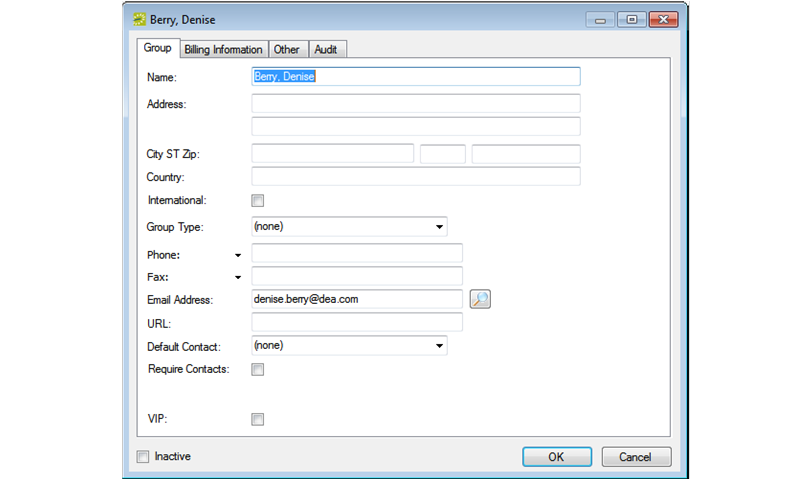 Berry, Denise
Group Billing Information Other Audit
Name: Berry, Denise
Address:
City ST Zip:
Country:
International:
Group Type: (none)
Phone:
Fax:
Email Address: denise.berry@dea.com
URL:
Default Contact: (none)
Require Contacts:
VIP:
Inactive OK Cancel